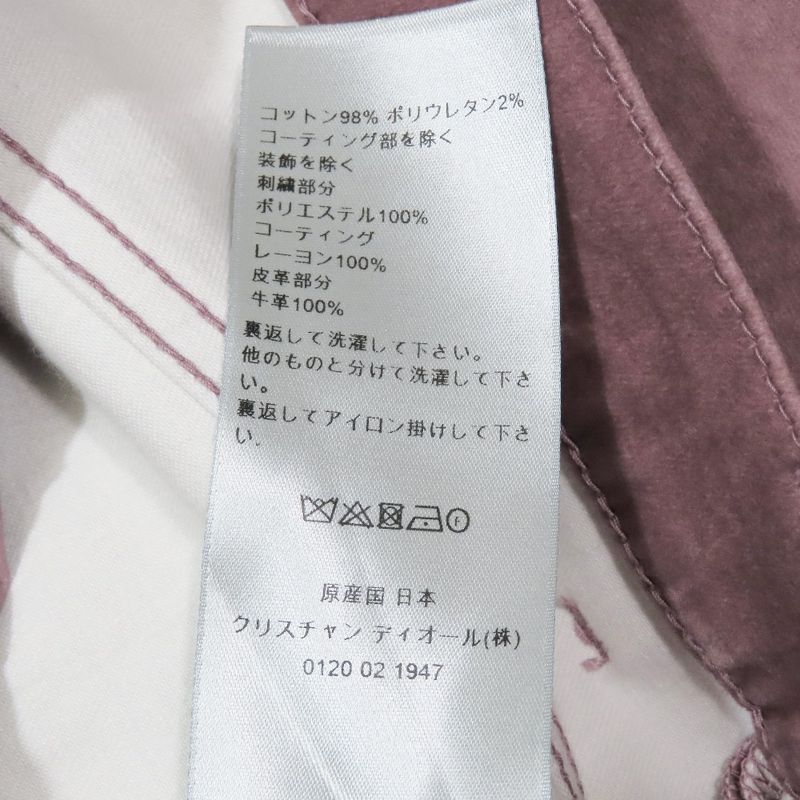 コットン98% ポリウレタン2%
コーティング部を除く
装飾を除く
刺繍部分
ポリエステル100%
コーティング
レーヨン100%
皮革部分
牛革100%
裏返して洗濯して下さい。
他のものと分けて洗濯して下さ
い。
裏返してアイロン掛けして下さ
い.
F
原産国 日本
クリスチャン ディオール(株)
0120 02 1947